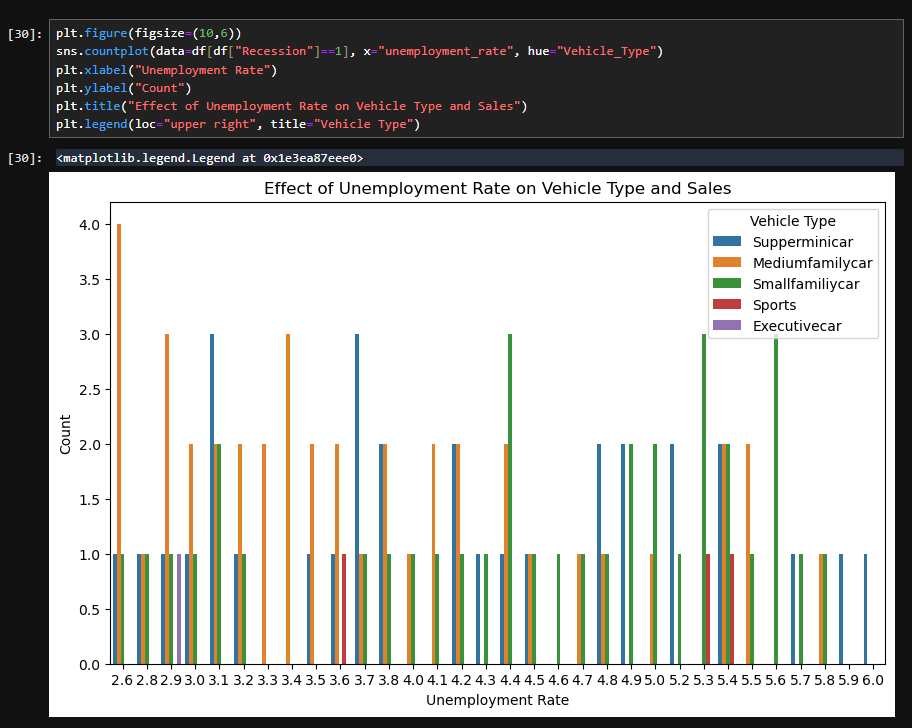 [30]: plt.figure(figsize=(10,6))
sns.countplot(data=df[df["Recession"]==1], x="unemployment_rate", hue="Vehicle_Type")
plt.xlabel("Unemployment Rate")
plt.ylabel("Count")
plt.title("Effect of Unemployment Rate on Vehicle Type and Sales")
plt.legend(loc="upper right", title="Vehicle Type")
[30]: <matplotlib.legend.Legend at 0x1e3ea87eee0>
Effect of Unemployment Rate on Vehicle Type and Sales
Vehicle Type
Supperminicar
Mediumfamilycar
Smallfamiliycar
Sports
Executivecar
4.0
3.5
3.0
2.5
2.0
1.5
1.0
0.5
0.0
Count
2.6 2.8 2.9 3.0 3.1 3.2 3.3 3.4 3.5 3.6 3.7 3.8 4.0 4.1 4.2 4.3 4.4 4.5 4.6 4.7 4.8 4.9 5.0 5.2 5.3 5.4 5.5 5.6 5.7 5.8 5.9 6.0
Unemployment Rate